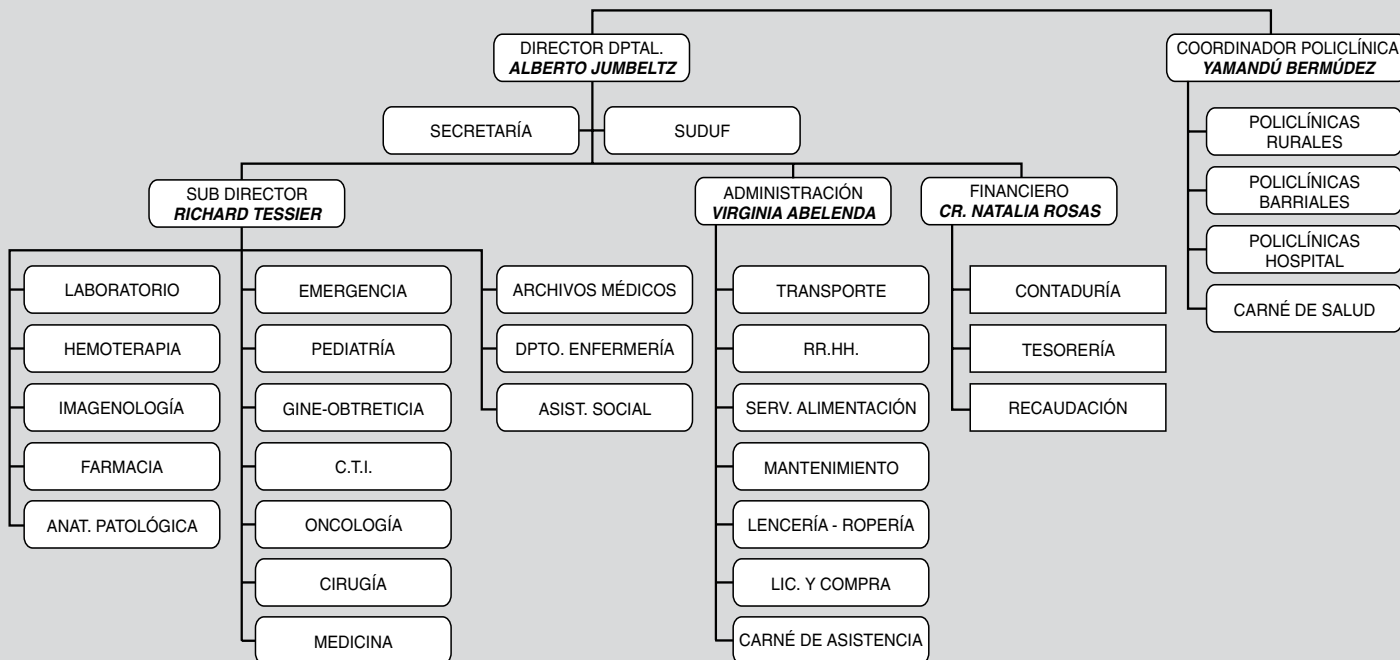 DIRECTOR DPTAL.
ALBERTO JUMBELTZ
COORDINADOR POLICLÍNICA
YAMANDÚ BERMÚDEZ
SECRETARÍA
SUDUF
POLICLÍNICAS
RURALES
POLICLÍNICAS
BARRIALES
POLICLÍNICAS
HOSPITAL
CARNÉ DE SALUD
SUB DIRECTOR
RICHARD TESSIER
ADMINISTRACIÓN
VIRGINIA ABELENDA
FINANCIERO
CR. NATALIA ROSAS
LABORATORIO
HEMOTERAPIA
IMAGENOLOGÍA
FARMACIA
ANAT. PATOLÓGICA
EMERGENCIA
PEDIATRÍA
GINE-OBTRETICIA
C.T.I.
ONCOLOGÍA
CIRUGÍA
MEDICINA
ARCHIVOS MÉDICOS
DPTO. ENFERMERÍA
ASIST. SOCIAL
TRANSPORTE
RR.HH.
SERV. ALIMENTACIÓN
MANTENIMIENTO
LENCERÍA - ROPERÍA
LIC. Y COMPRA
CARNÉ DE ASISTENCIA
CONTADURÍA
TESORERÍA
RECAUDACIÓN